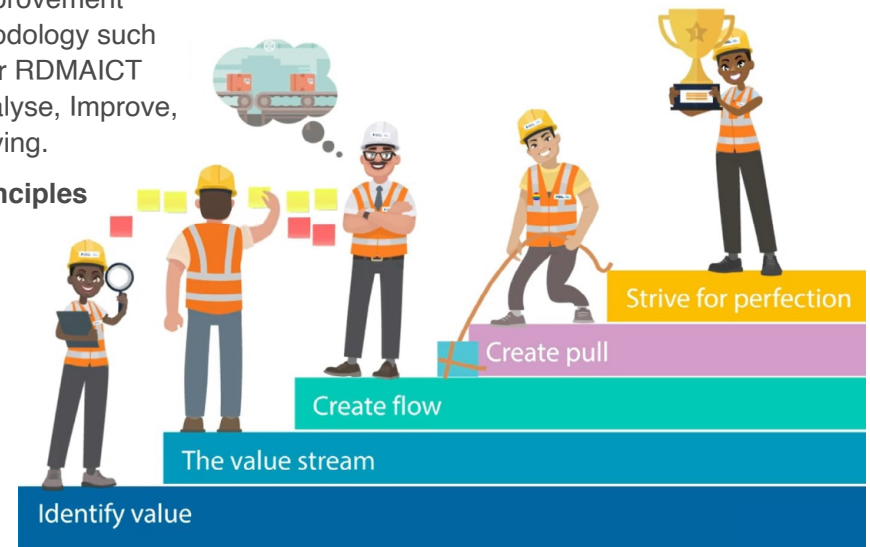 provement
odology such
r RDMAICT
alyse, Improve,
ving.
nciples
Strive for perfection
Create pull
Create flow
The value stream
Identify value